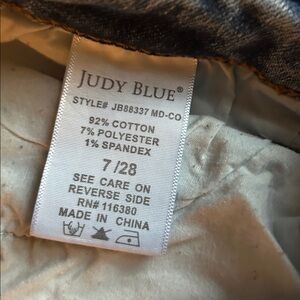 JUDY BLUE®
STYLE# JB88337 MD-CO
92% COTTON
7% POLYESTER
1% SPANDEX
7 /28
SEE CARE ON
REVERSE SIDE
RN# 116380
MADE IN CHINA